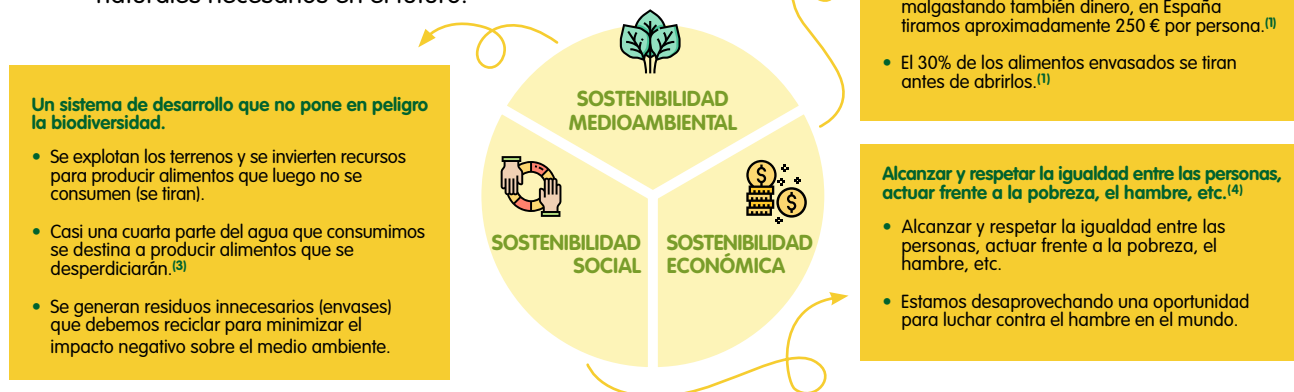 naturales necesarios en el futuro.
Un sistema de desarrollo que no pone en peligro
la biodiversidad.
• Se explotan los terrenos y se invierten recursos
para producir alimentos que luego no se
consumen (se tiran).
• Casi una cuarta parte del agua que consumimos
se destina a producir alimentos que se
desperdiciarán.(3)
• Se generan residuos innecesarios (envases)
que debemos reciclar para minimizar el
impacto negativo sobre el medio ambiente.
SOSTENIBILIDAD
MEDIOAMBIENTAL
SOSTENIBILIDAD
SOCIAL
SOSTENIBILIDAD
ECONÓMICA
malgastando también dinero, en España
tiramos aproximadamente 250 € por persona.(1)
• El 30% de los alimentos envasados se tiran
antes de abrirlos.(1)
Alcanzar y respetar la igualdad entre las personas,
actuar frente a la pobreza, el hambre, etc.(4)
• Alcanzar y respetar la igualdad entre las
personas, actuar frente a la pobreza, el
hambre, etc.
• Estamos desaprovechando una oportunidad
para luchar contra el hambre en el mundo.